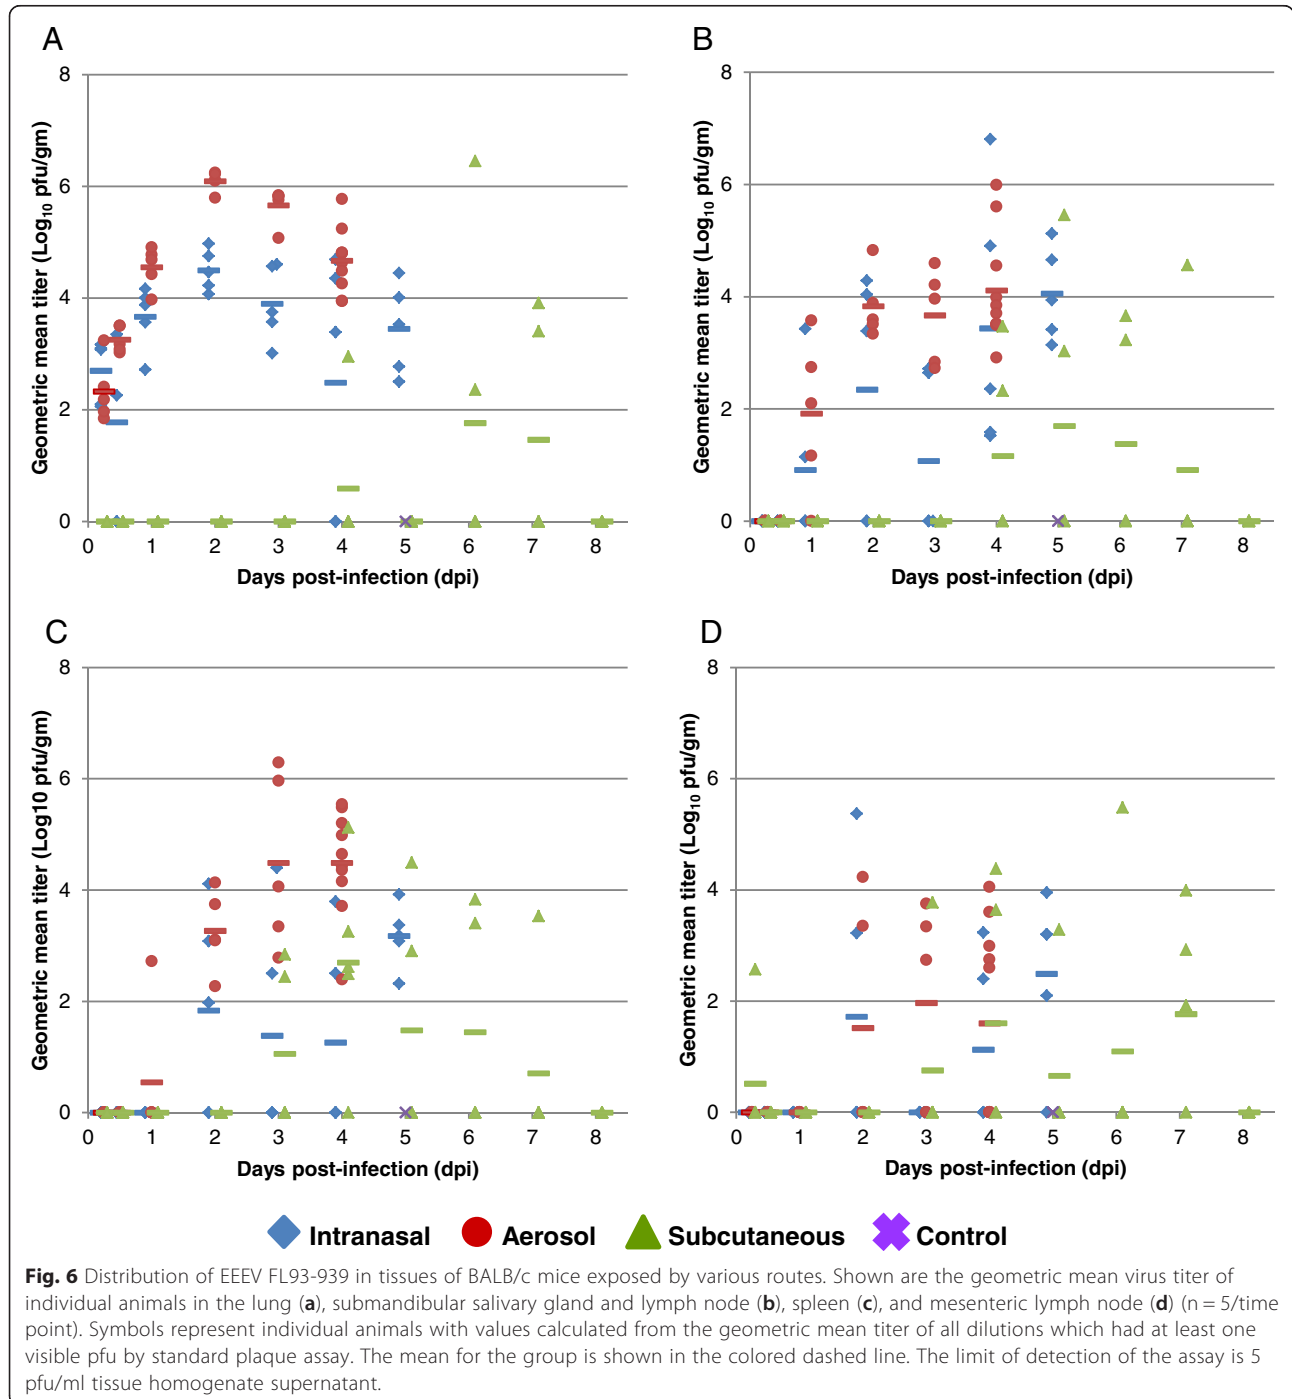 A
Geometric mean titer (Log10 pfu/gm)
8
6
4
2
0
0 1 2 3 4 5 6 7 8
Days post-infection (dpi)
B
Geometric mean titer (Log10 pfu/gm)
8
6
4
2
0
0 1 2 3 4 5 6 7 8
Days post-infection (dpi)
C
Geometric mean titer (Log10 pfu/gm)
8
6
4
2
0
0 1 2 3 4 5 6 7 8
Days post-infection (dpi)
D
Geometric mean titer (Log10 pfu/gm)
8
6
4
2
0
0 1 2 3 4 5 6 7 8
Days post-infection (dpi)
Intranasal Aerosol Subcutaneous Control
Fig. 6 Distribution of EEEV FL93-939 in tissues of BALB/c mice exposed by various routes. Shown are the geometric mean virus titer of
individual animals in the lung (a), submandibular salivary gland and lymph node (b), spleen (c), and mesenteric lymph node (d) (n = 5/time
point). Symbols represent individual animals with values calculated from the geometric mean titer of all dilutions which had at least one
visible pfu by standard plaque assay. The mean for the group is shown in the colored dashed line. The limit of detection of the assay is 5
pfu/ml tissue homogenate supernatant.